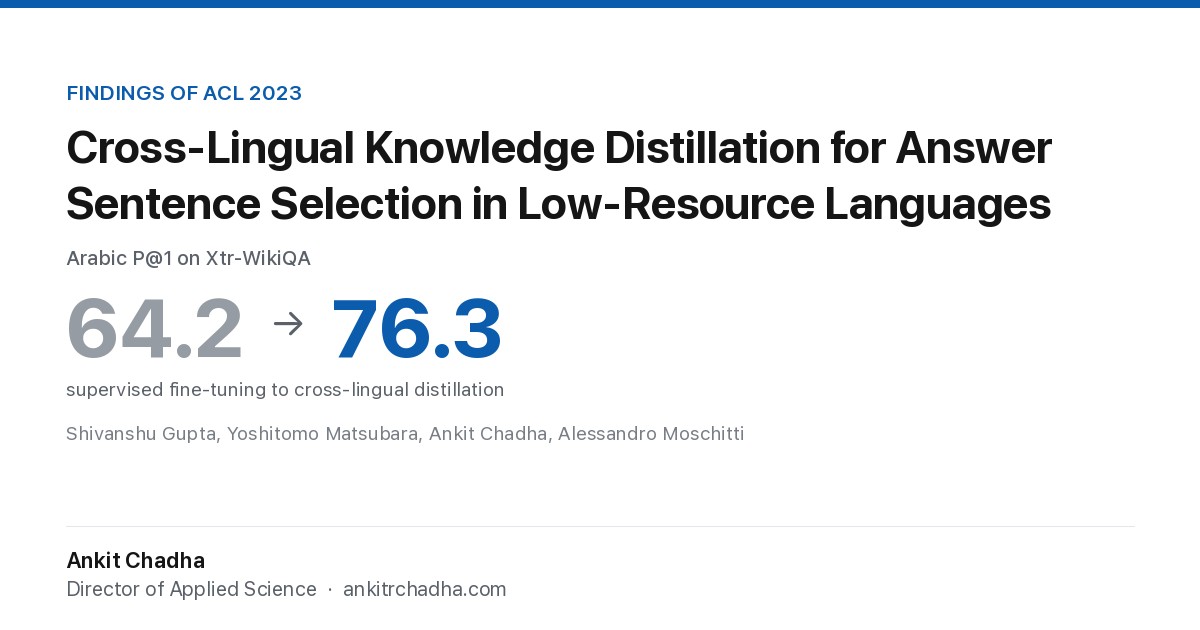 FINDINGS OF ACL 2023
Cross-Lingual Knowledge Distillation for Answer
Sentence Selection in Low-Resource Languages
Arabic P@1 on Xtr-WikiQA
64.2 → 76.3
supervised fine-tuning to cross-lingual distillation
Shivanshu Gupta, Yoshitomo Matsubara, Ankit Chadha, Alessandro Moschitti
Ankit Chadha
Director of Applied Science · ankitrchadha.com